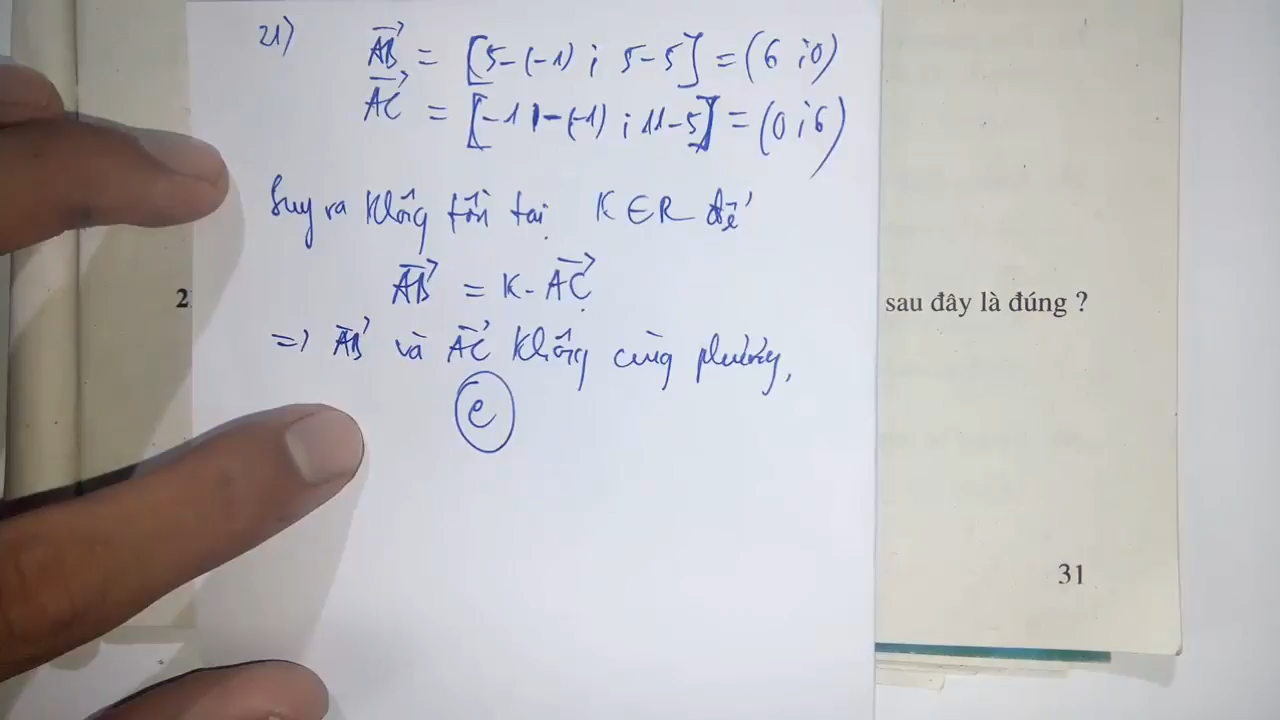 21)
AB = [5-(-1) ; 5-5] = (6 ; 0)
AC = [-1 -(-1) ; 11-5] = (0 ; 6)
Suy ra không tồn tại K ∈ R để
AB = K. AC
2
sau đây là đúng ?
=> AB và AC không cùng phương,
c
31